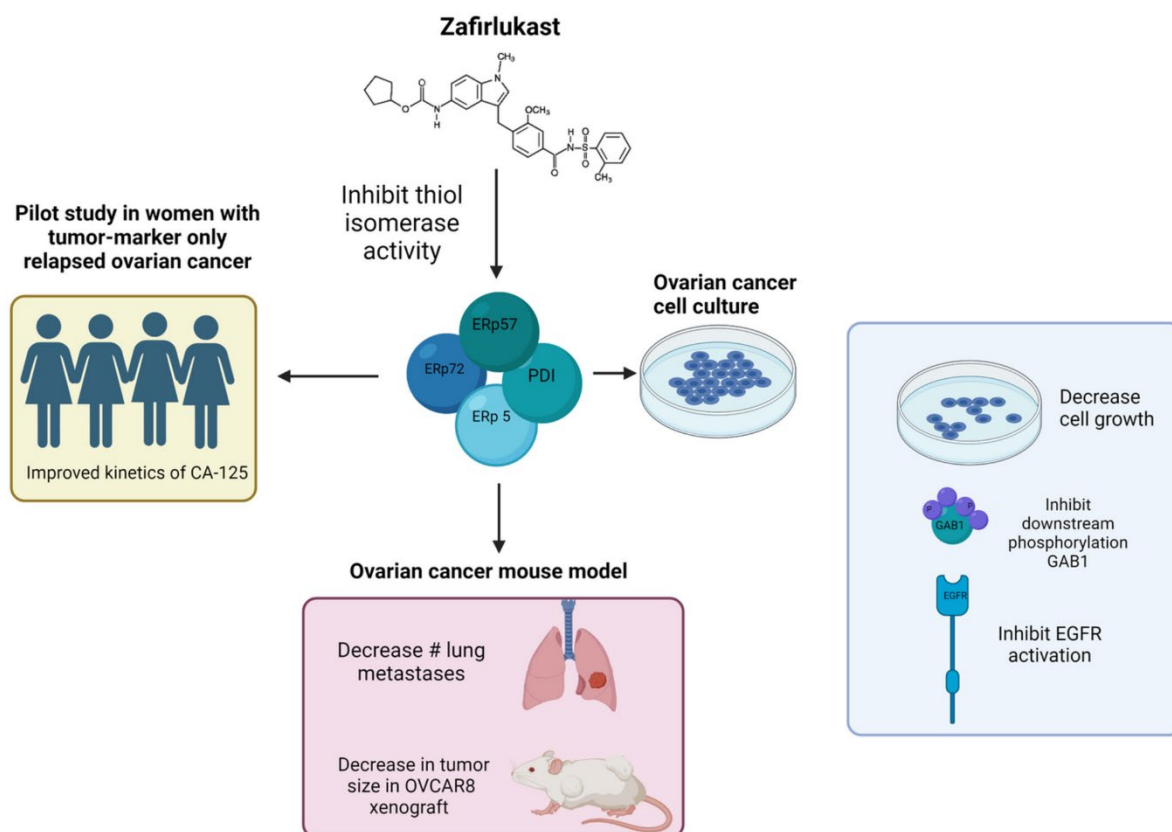 Zafirlukast
CH₃
N
O
O
N
H
OCH₃
H
N
O
S
O
O
CH₃
Inhibit thiol
isomerase
activity
Pilot study in women with
tumor-marker only
relapsed ovarian cancer
Improved kinetics of CA-125
ERp57
ERp72
PDI
ERp 5
Ovarian cancer
cell culture
Ovarian cancer mouse model
Decrease # lung
metastases
Decrease in tumor
size in OVCAR8
xenograft
Decrease
cell growth
P
P
GAB1
Inhibit
downstream
phosphorylation
GAB1
EGFR
Inhibit EGFR
activation